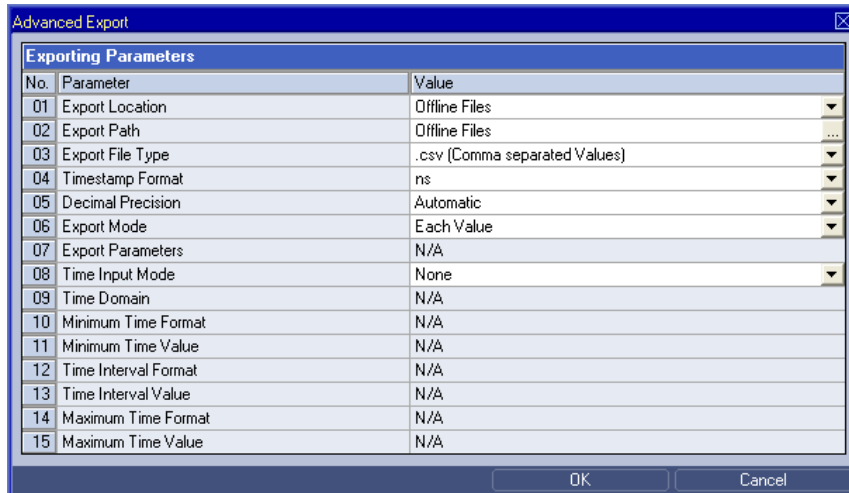 Advanced Export
Exporting Parameters
No. Parameter Value
01 Export Location Offline Files
02 Export Path Offline Files ...
03 Export File Type .csv (Comma separated Values)
04 Timestamp Format ns
05 Decimal Precision Automatic
06 Export Mode Each Value
07 Export Parameters N/A
08 Time Input Mode None
09 Time Domain N/A
10 Minimum Time Format N/A
11 Minimum Time Value N/A
12 Time Interval Format N/A
13 Time Interval Value N/A
14 Maximum Time Format N/A
15 Maximum Time Value N/A
OK Cancel